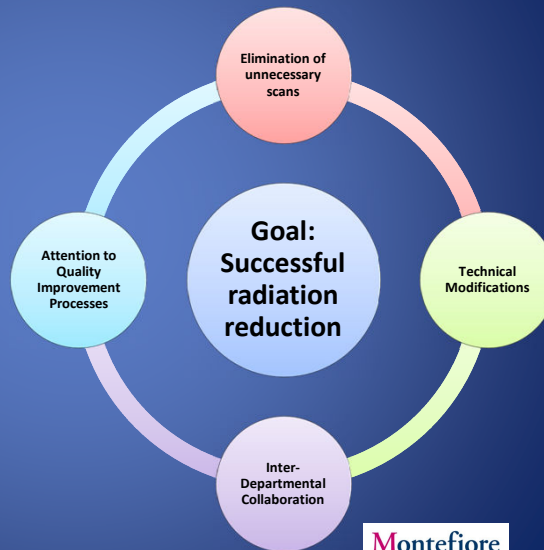 Elimination of
unnecessary
scans
Goal:
Successful
radiation
reduction
Attention to
Quality
Improvement
Processes
Technical
Modifications
Inter-
Departmental
Collaboration
Montefiore